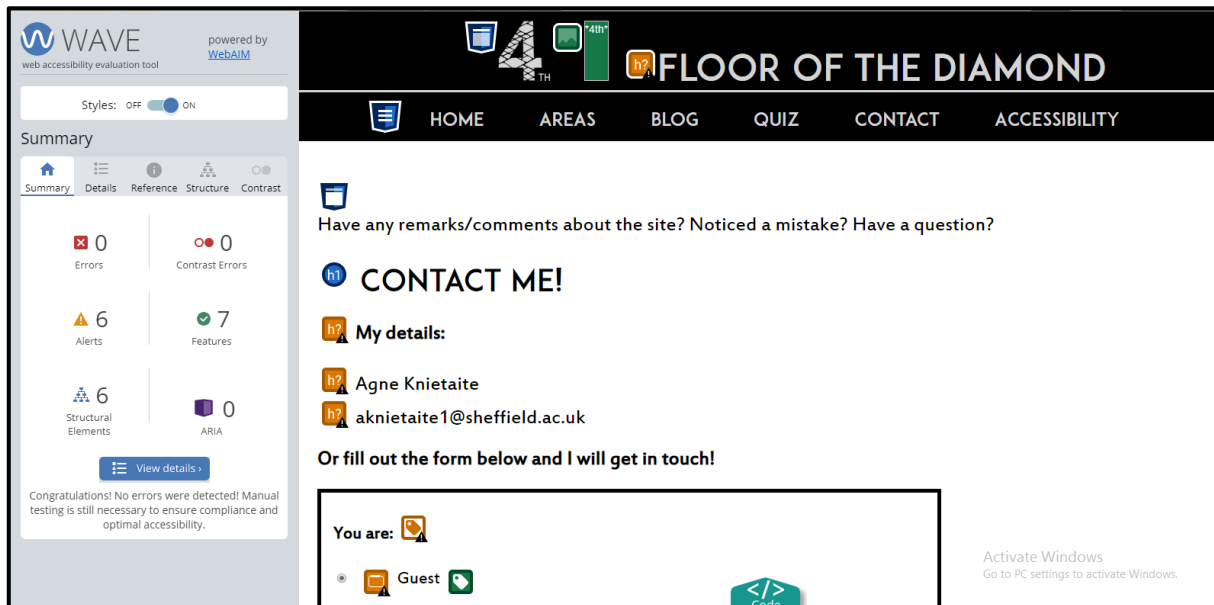 WAVE
powered by
WebAIM
web accessibility evaluation tool
Styles: OFF ON
Summary
Summary Details Reference Structure Contrast
0
Errors
0
Contrast Errors
6
Alerts
7
Features
6
Structural
Elements
0
ARIA
View details ›
Congratulations! No errors were detected! Manual
testing is still necessary to ensure compliance and
optimal accessibility.
4TH
*4th*
h? FLOOR OF THE DIAMOND
HOME AREAS BLOG QUIZ CONTACT ACCESSIBILITY
Have any remarks/comments about the site? Noticed a mistake? Have a question?
h1 CONTACT ME!
h? My details:
h? Agne Knietaite
h? aknietaite1@sheffield.ac.uk
Or fill out the form below and I will get in touch!
You are:
Guest
</>
Code
Activate Windows
Go to PC settings to activate Windows.